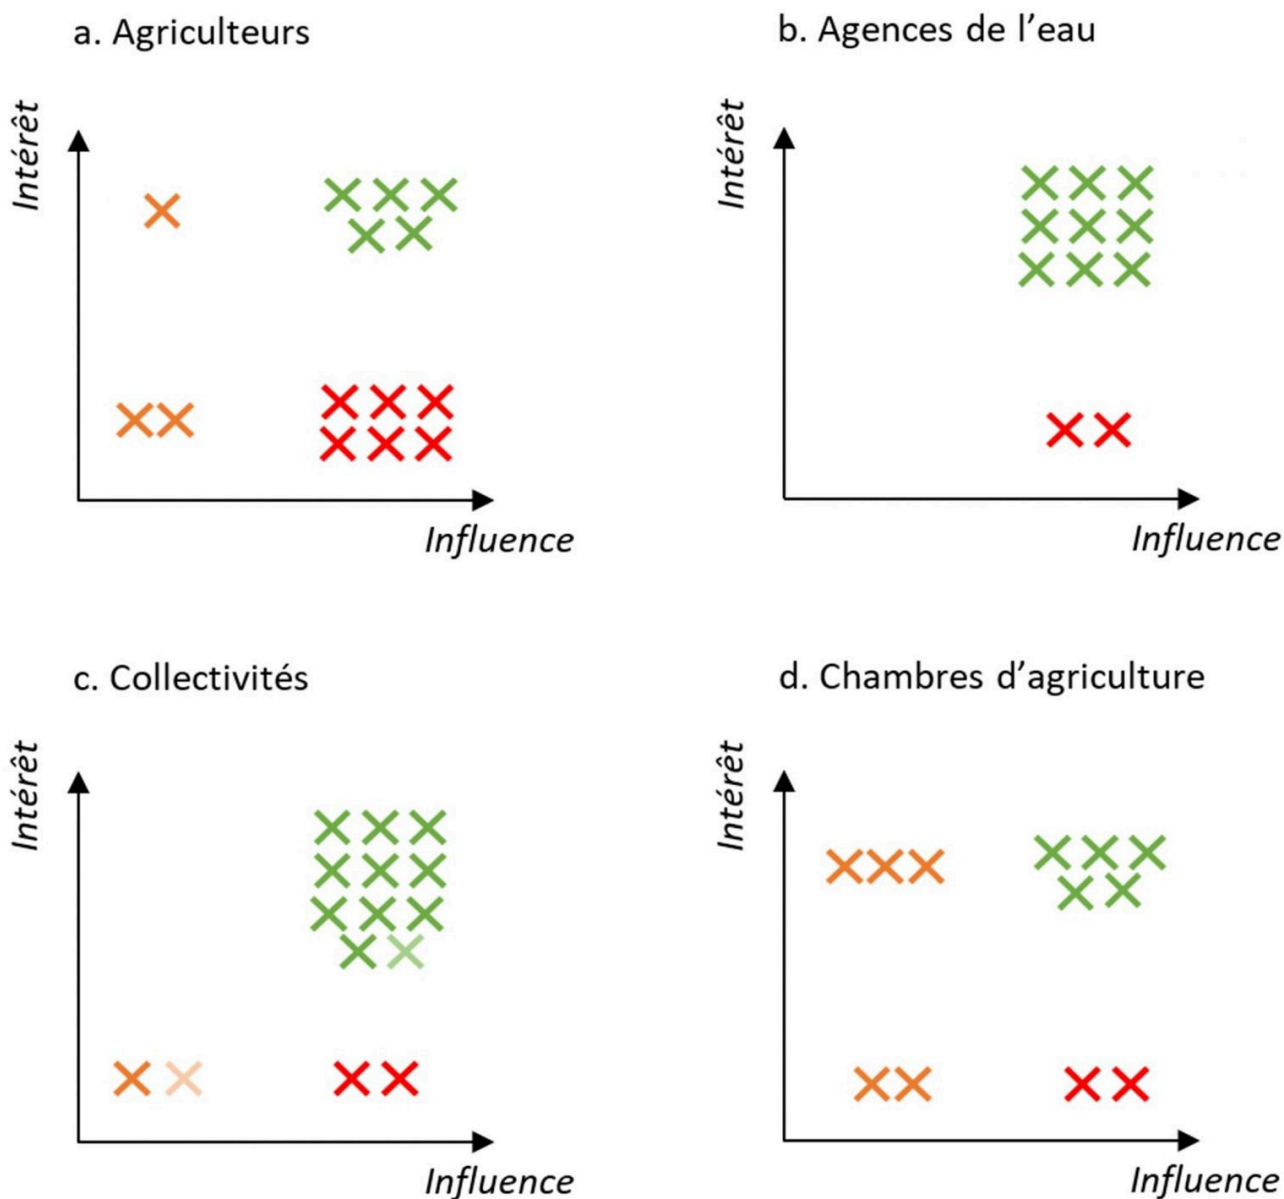 a. Agriculteurs
b. Agences de l’eau
Intérêt
Intérêt
Influence
Influence
c. Collectivités
d. Chambres d’agriculture
Intérêt
Intérêt
Influence
Influence